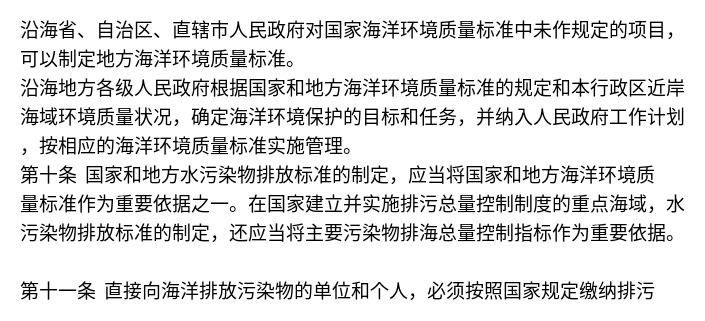 沿海省、自治区、直辖市人民政府对国家海洋环境质量标准中未作规定的项目，
可以制定地方海洋环境质量标准。
沿海地方各级人民政府根据国家和地方海洋环境质量标准的规定和本行政区近岸
海域环境质量状况，确定海洋环境保护的目标和任务，并纳入人民政府工作计划
，按相应的海洋环境质量标准实施管理。
第十条 国家和地方水污染物排放标准的制定，应当将国家和地方海洋环境质
量标准作为重要依据之一。在国家建立并实施排污总量控制制度的重点海域，水
污染物排放标准的制定，还应当将主要污染物排海总量控制指标作为重要依据。
第十一条 直接向海洋排放污染物的单位和个人，必须按照国家规定缴纳排污